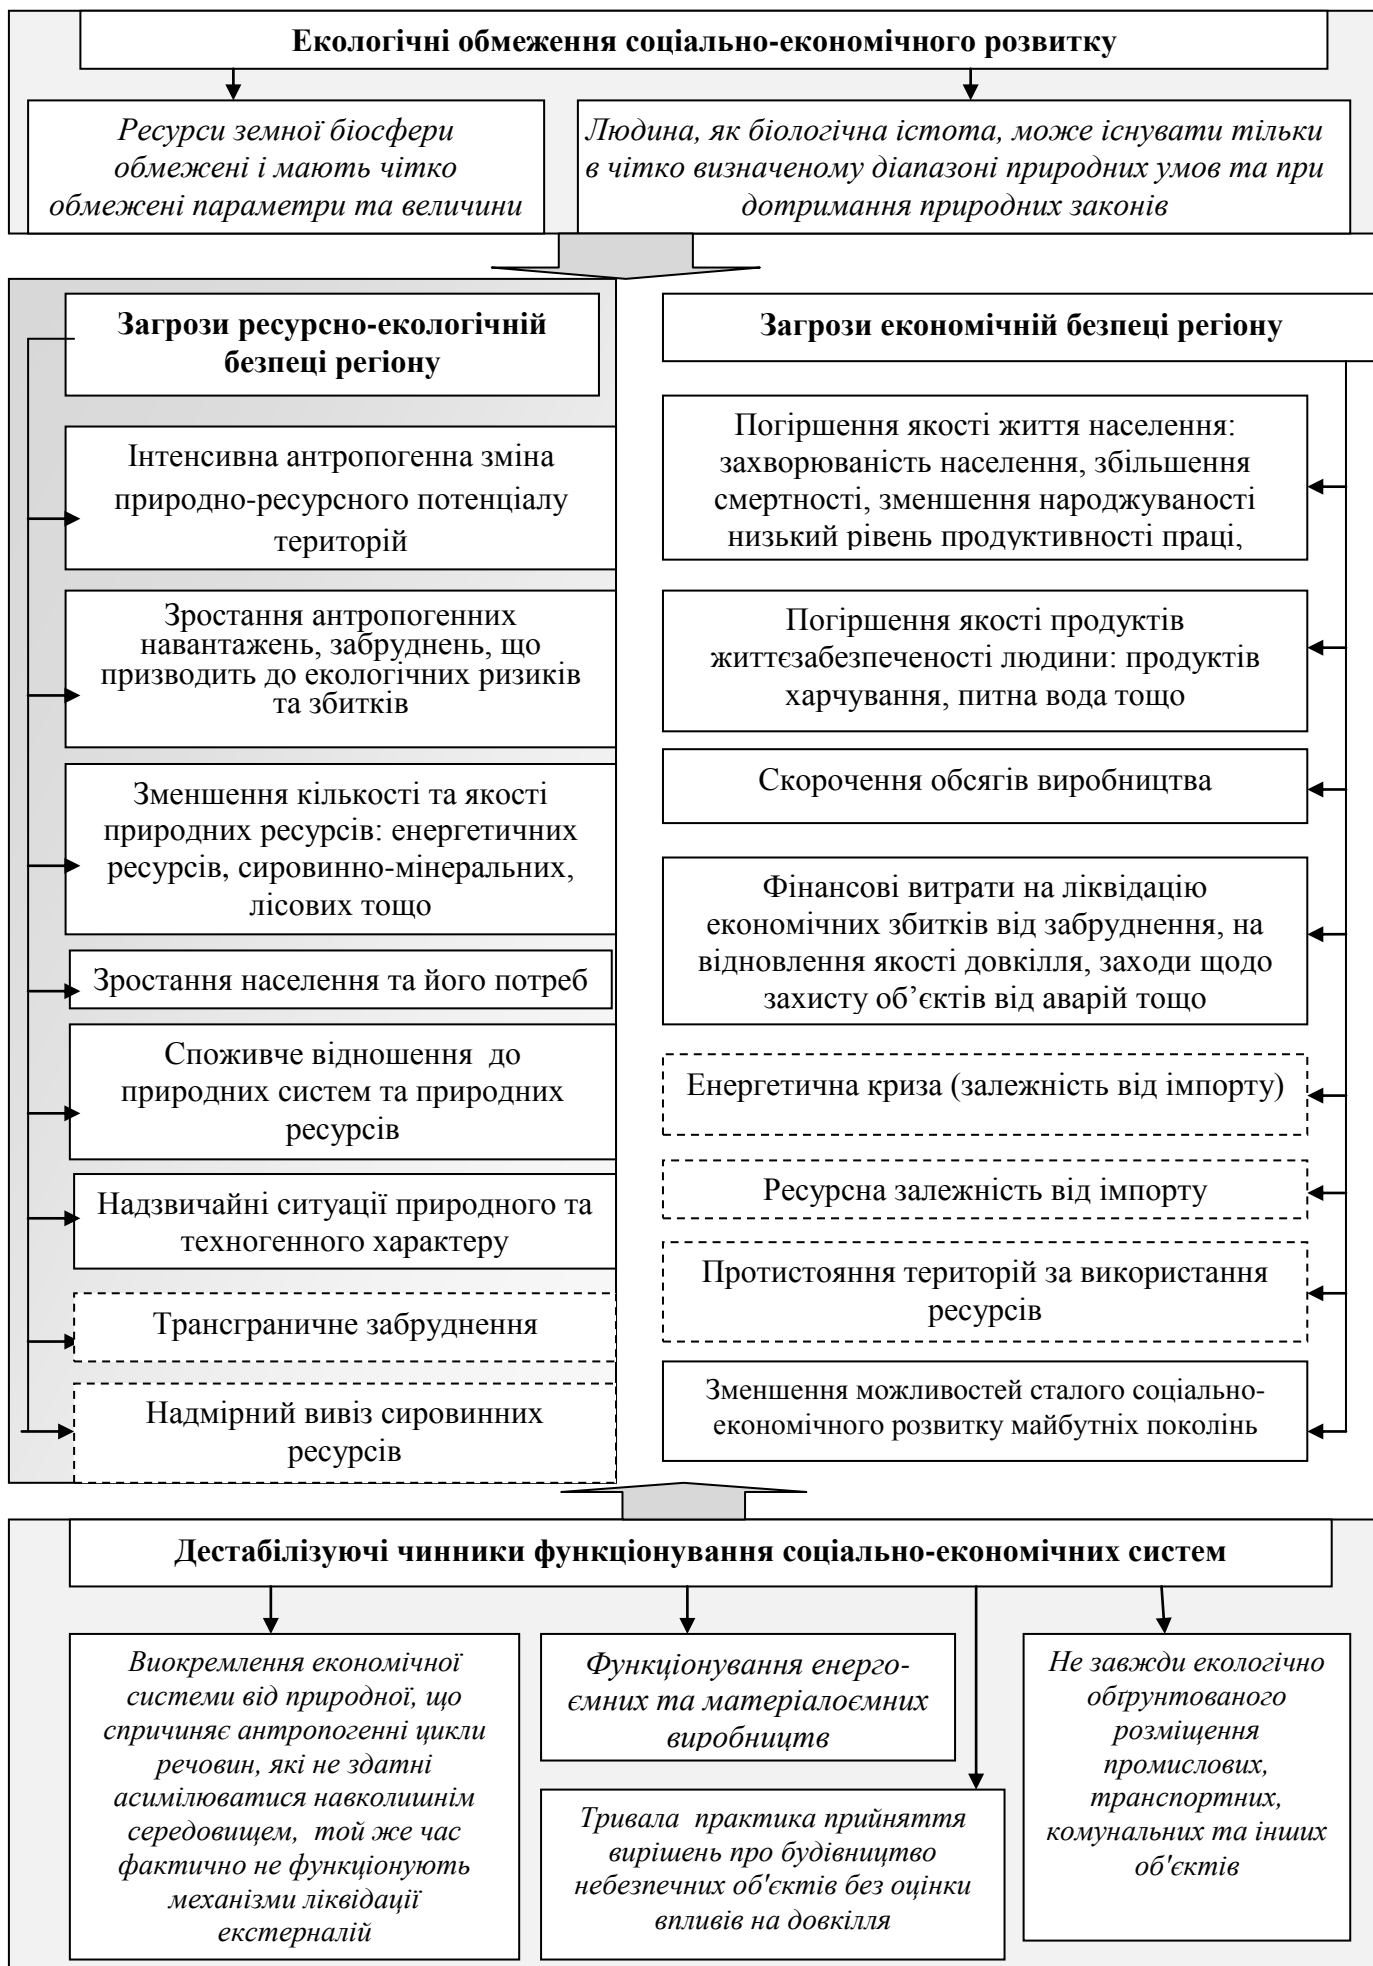 Екологічні обмеження соціально-економічного розвитку
Ресурси земної біосфери
обмежені і мають чітко
обмежені параметри та величини
Людина, як біологічна істота, може існувати тільки
в чітко визначеному діапазоні природних умов та при
дотримання природних законів
Загрози ресурсно-екологічній
безпеці регіону
Інтенсивна антропогенна зміна
природно-ресурсного потенціалу
територій
Зростання антропогенних
навантажень, забруднень, що
призводить до екологічних ризиків
та збитків
Зменшення кількості та якості
природних ресурсів: енергетичних
ресурсів, сировинно-мінеральних,
лісових тощо
Зростання населення та його потреб
Споживче відношення до
природних систем та природних
ресурсів
Надзвичайні ситуації природного та
техногенного характеру
Трансграничне забруднення
Надмірний вивіз сировинних
ресурсів
Загрози економічній безпеці регіону
Погіршення якості життя населення:
захворюваність населення, збільшення
смертності, зменшення народжуваності
низький рівень продуктивності праці,
Погіршення якості продуктів
життєзабезпеченості людини: продуктів
харчування, питна вода тощо
Скорочення обсягів виробництва
Фінансові витрати на ліквідацію
економічних збитків від забруднення, на
відновлення якості довкілля, заходи щодо
захисту об’єктів від аварій тощо
Енергетична криза (залежність від імпорту)
Ресурсна залежність від імпорту
Протистояння територій за використання
ресурсів
Зменшення можливостей сталого соціально-
економічного розвитку майбутніх поколінь
Дестабілізуючі чинники функціонування соціально-економічних систем
Виокремлення економічної
системи від природної, що
спричиняє антропогенні цикли
речовин, які не здатні
асимілюватися навколишнім
середовищем, той же час
фактично не функціонують
механізми ліквідації
екстерналій
Функціонування енерго-
ємних та матеріалоємних
виробництв
Тривала практика прийняття
вирішень про будівництво
небезпечних об'єктів без оцінки
впливів на довкілля
Не завжди екологічно
обґрунтованого
розміщення
промислових,
транспортних,
комунальних та інших
об'єктів